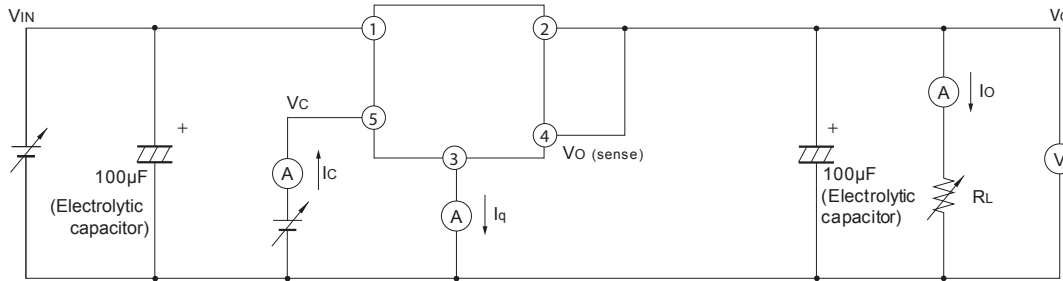 VIN
1
2
VO
A
IO
VC
5
4
+
+
VO (sense)
3
A
IC
V
100μF
(Electrolytic
capacitor)
A
Iq
100μF
(Electrolytic
capacitor)
RL